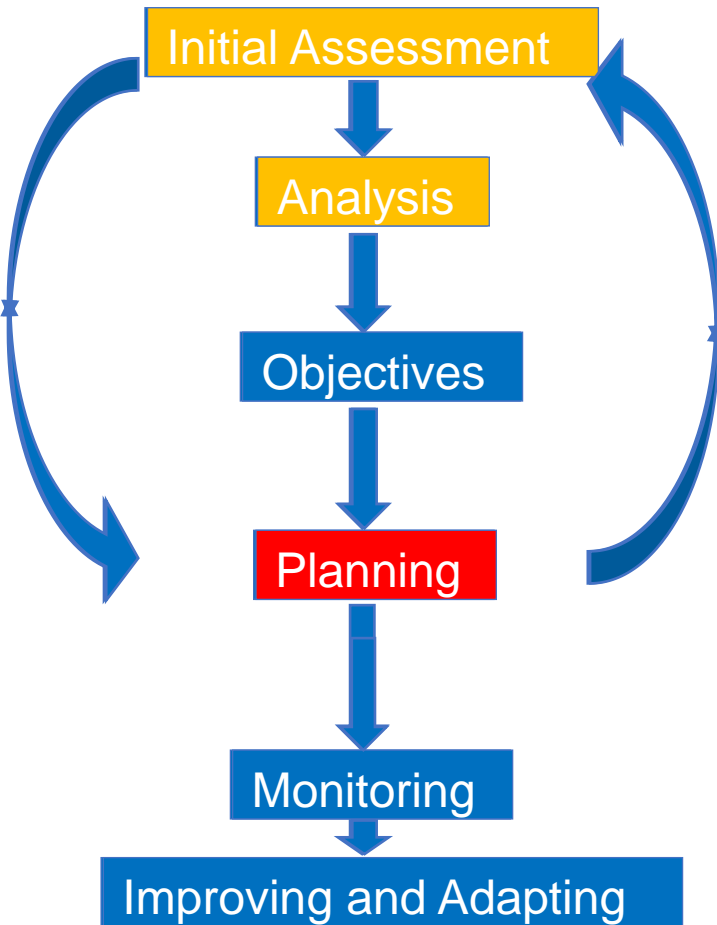 Initial Assessment
Analysis
Objectives
Planning
Monitoring
Improving and Adapting